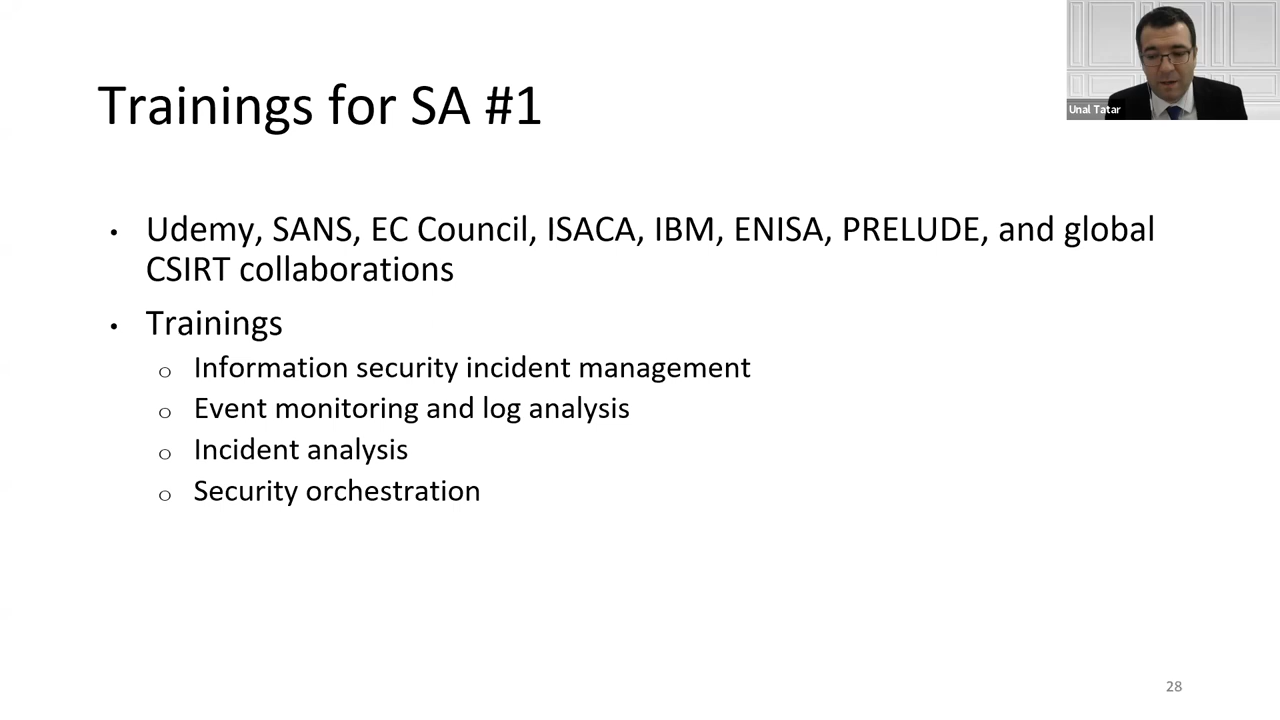 Trainings for SA #1
Unal Tatar
• Udemy, SANS, EC Council, ISACA, IBM, ENISA, PRELUDE, and global
CSIRT collaborations
• Trainings
o Information security incident management
o Event monitoring and log analysis
o Incident analysis
o Security orchestration
28